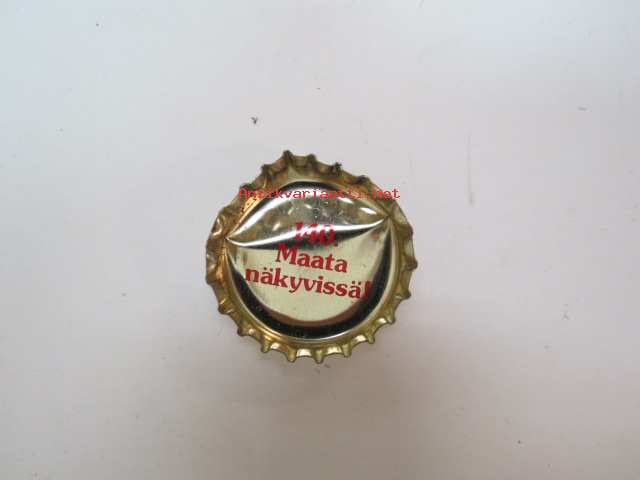 Antikvariaatti.net
140.
Maata
näkyvissä!